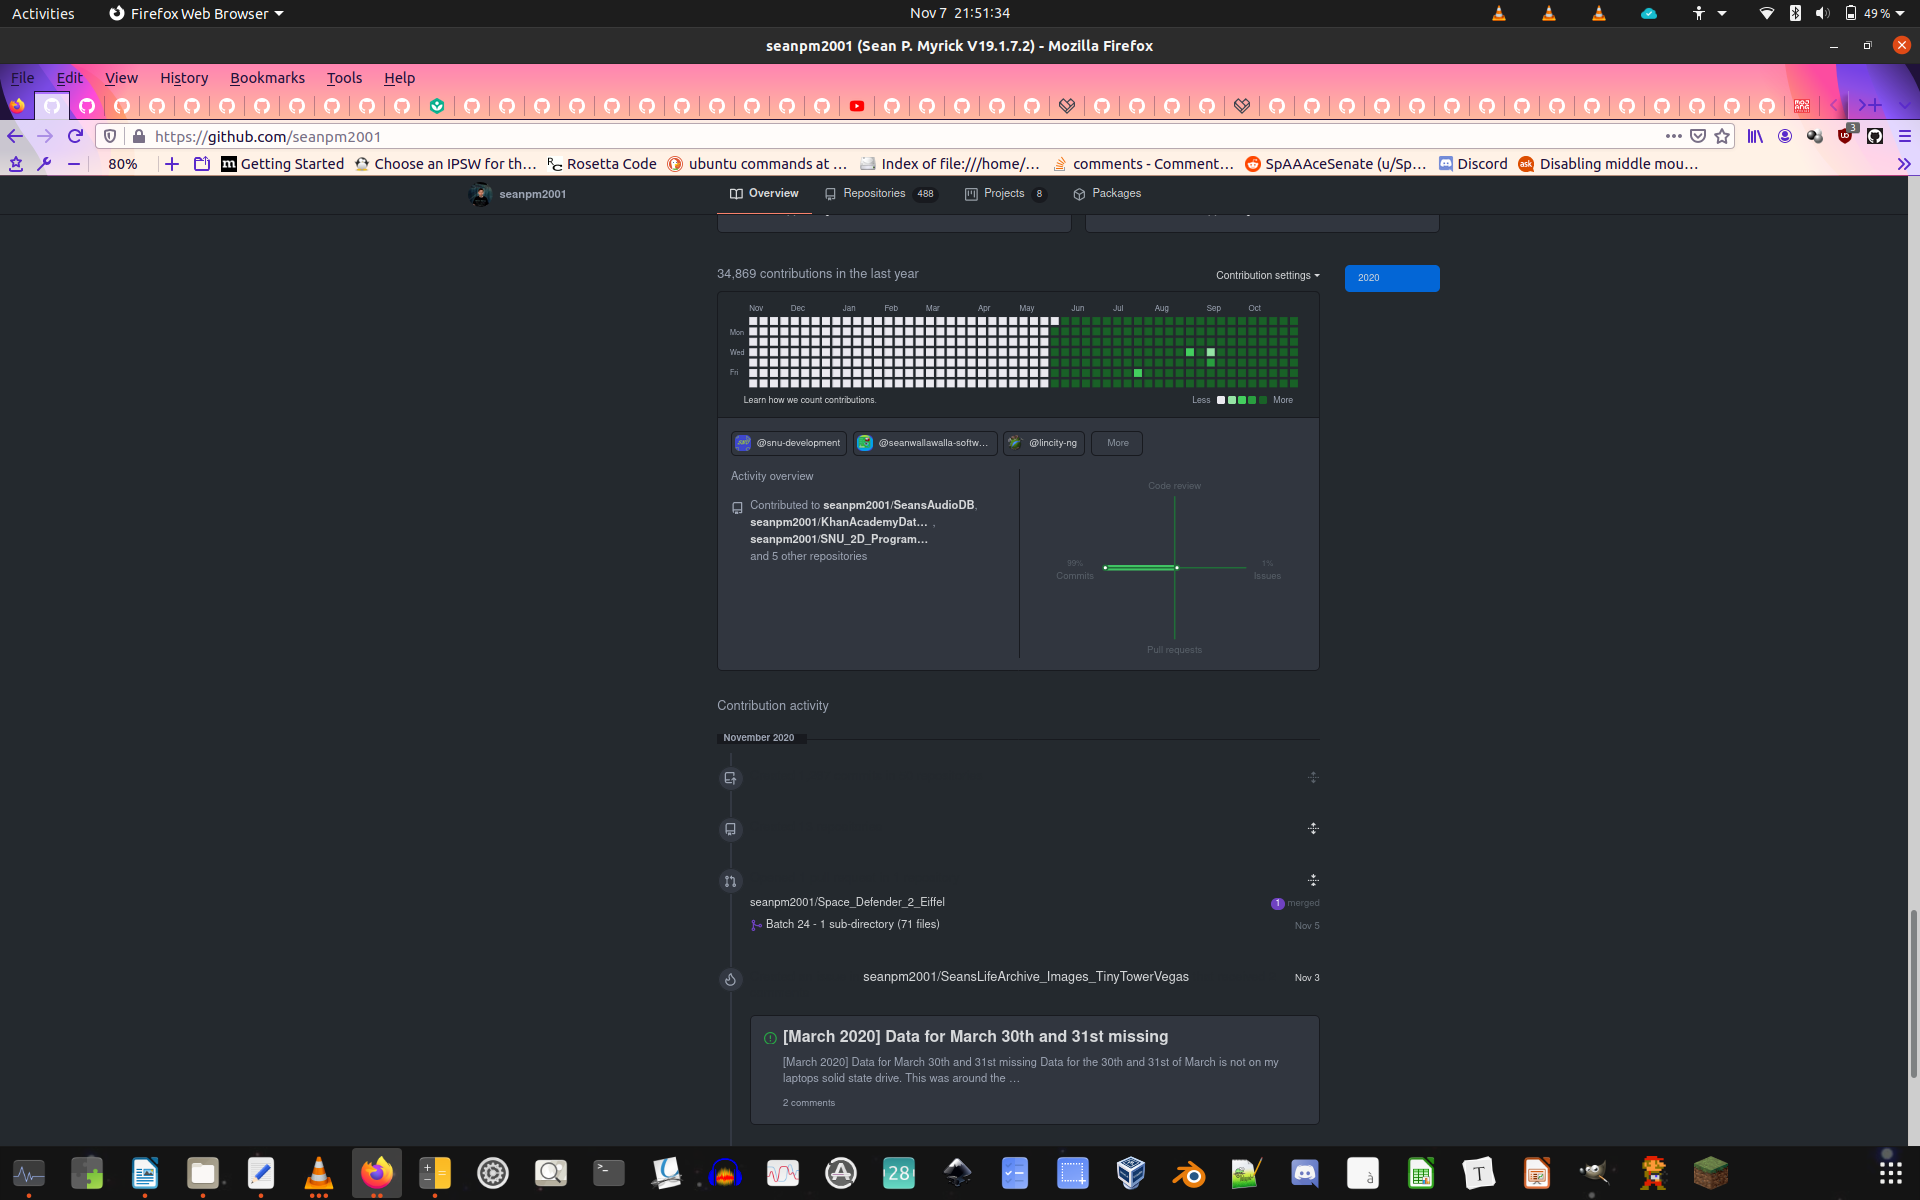 Activities
Firefox Web Browser
Nov 7 21:51:34
49 %
seanpm2001 (Sean P. Myrick V19.1.7.2) - Mozilla Firefox
File Edit View History Bookmarks Tools Help
https://github.com/seanpm2001
3
80%
Getting Started
Choose an IPSW for th…
Rosetta Code
ubuntu commands at …
Index of file:///home/…
comments - Comment…
SpAAAceSenate (u/Sp…
Discord
Disabling middle mou…
seanpm2001
Overview
Repositories 488
Projects 8
Packages
34,869 contributions in the last year
Contribution settings
2020
Nov Dec Jan Feb Mar Apr May Jun Jul Aug Sep Oct
Mon
Wed
Fri
Learn how we count contributions.
Less More
@snu-development
@seanwallawalla-softw…
@lincity-ng
More
Activity overview
Contributed to seanpm2001/SeansAudioDB,
seanpm2001/KhanAcademyDat… ,
seanpm2001/SNU_2D_Program…
and 5 other repositories
Code review
99%
Commits
1%
Issues
Pull requests
Contribution activity
November 2020
seanpm2001/Space_Defender_2_Eiffel
1 merged
Batch 24 - 1 sub-directory (71 files)
Nov 5
seanpm2001/SeansLifeArchive_Images_TinyTowerVegas
Nov 3
[March 2020] Data for March 30th and 31st missing
[March 2020] Data for March 30th and 31st missing Data for the 30th and 31st of March is not on my
laptops solid state drive. This was around the …
2 comments
28